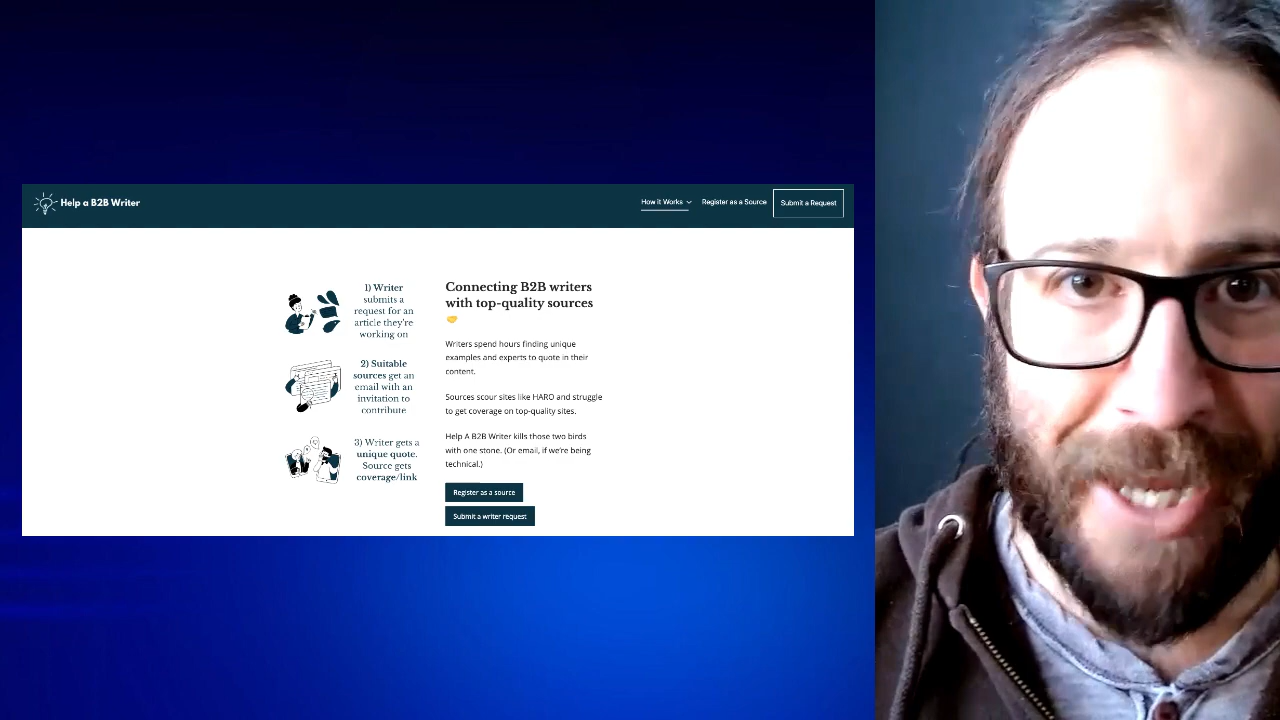 Help a B2B Writer
How it Works
Register as a Source
Submit a Request
1) Writer
submits a
request for an
article they're
working on
2) Suitable
sources get an
email with an
invitation to
contribute
3) Writer gets a
unique quote.
Source gets
coverage/link
Connecting B2B writers
with top-quality sources
🤝
Writers spend hours finding unique
examples and experts to quote in their
content.
Sources scour sites like HARO and struggle
to get coverage on top-quality sites.
Help A B2B Writer kills those two birds
with one stone. (Or email, if we're being
technical.)
Register as a source
Submit a writer request